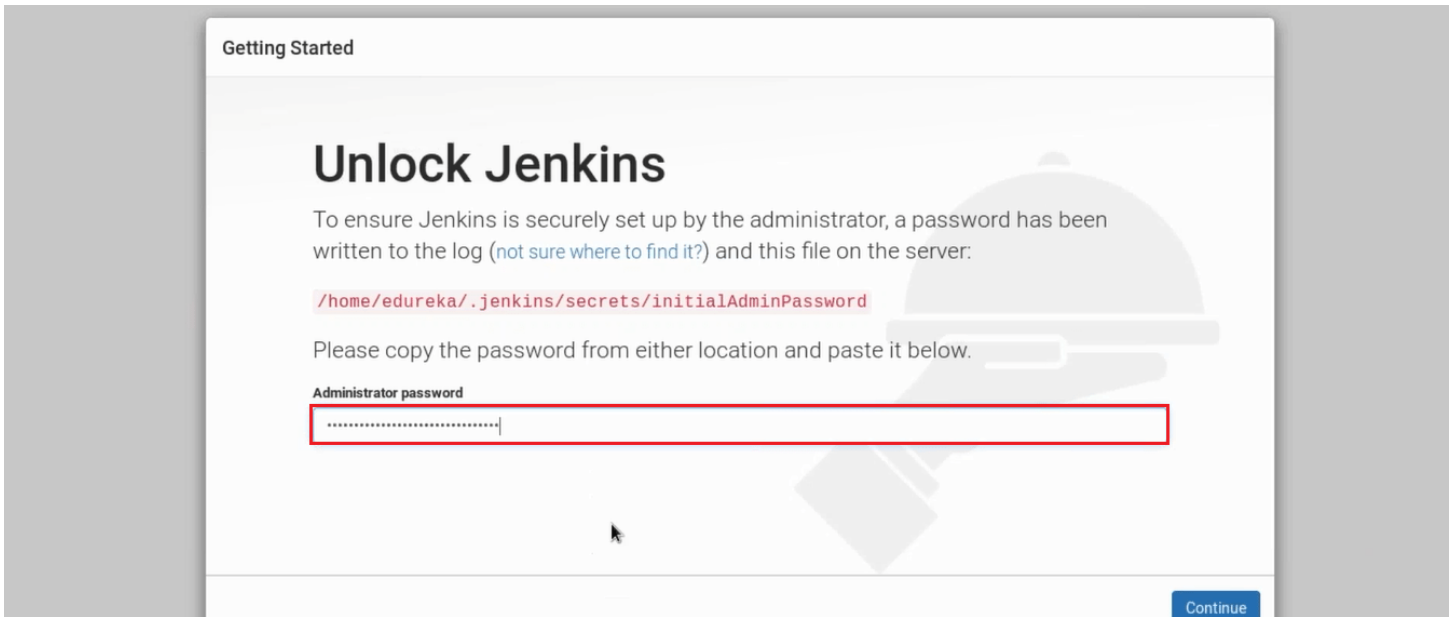 Getting Started
Unlock Jenkins
To ensure Jenkins is securely set up by the administrator, a password has been
written to the log (not sure where to find it?) and this file on the server:
/home/edureka/.jenkins/secrets/initialAdminPassword
Please copy the password from either location and paste it below.
Administrator password
••••••••••••••••••••••••••••••••
Continue